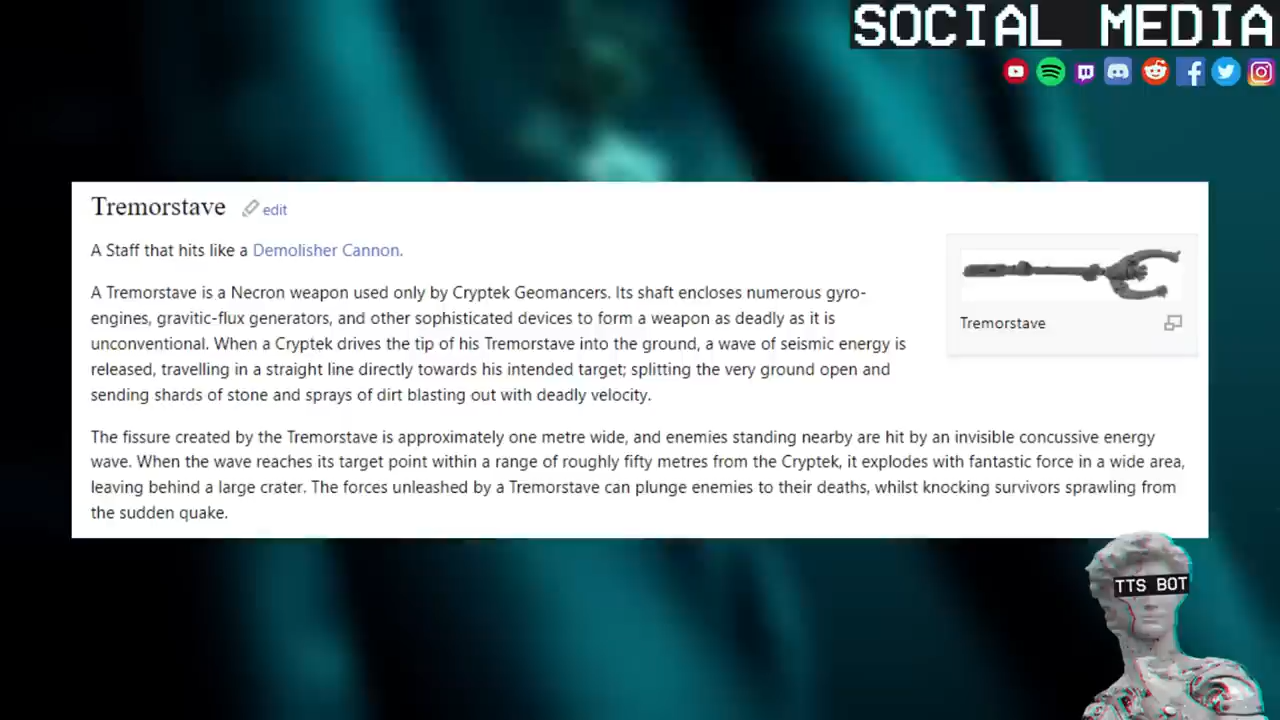 SOCIAL MEDIA
Tremorstave edit
A Staff that hits like a Demolisher Cannon.
A Tremorstave is a Necron weapon used only by Cryptek Geomancers. Its shaft encloses numerous gyro-
engines, gravitic-flux generators, and other sophisticated devices to form a weapon as deadly as it is
unconventional. When a Cryptek drives the tip of his Tremorstave into the ground, a wave of seismic energy is
released, travelling in a straight line directly towards his intended target; splitting the very ground open and
sending shards of stone and sprays of dirt blasting out with deadly velocity.
Tremorstave
The fissure created by the Tremorstave is approximately one metre wide, and enemies standing nearby are hit by an invisible concussive energy
wave. When the wave reaches its target point within a range of roughly fifty metres from the Cryptek, it explodes with fantastic force in a wide area,
leaving behind a large crater. The forces unleashed by a Tremorstave can plunge enemies to their deaths, whilst knocking survivors sprawling from
the sudden quake.
TTS BOT